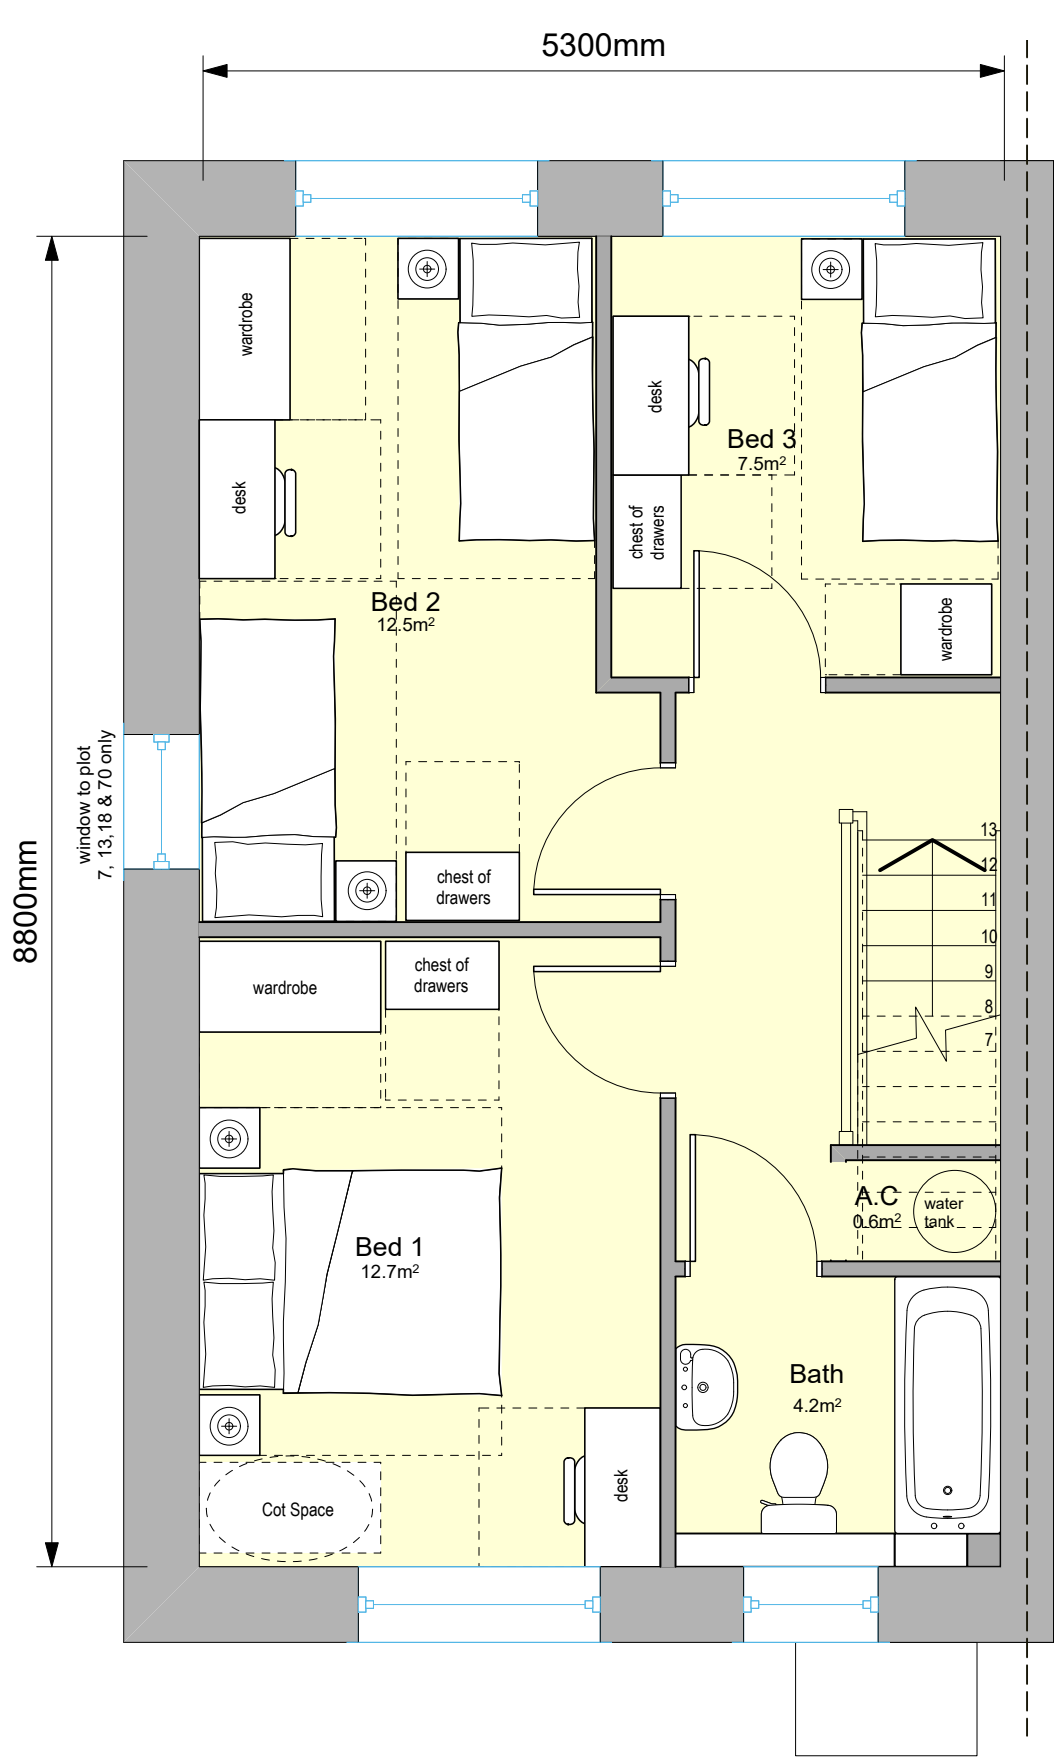 5300mm
wardrobe
desk
desk
Bed 3
7.5m²
chest of
drawers
Bed 2
12.5m²
wardrobe
window to plot
7, 13,18 & 70 only
8800mm
chest of
drawers
13
12
11
10
9
8
7
wardrobe
chest of
drawers
A.C
0.6m²
water
tank
Bed 1
12.7m²
Bath
4.2m²
desk
Cot Space